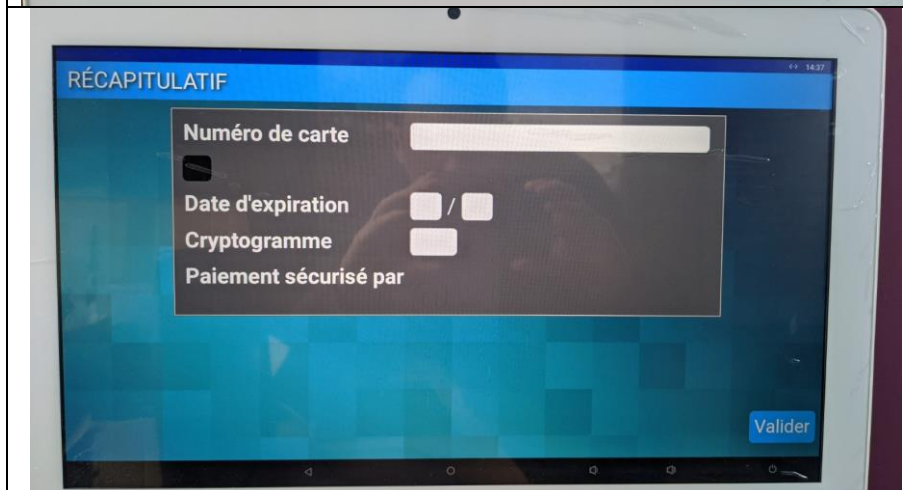 14:37
RÉCAPITULATIF
Numéro de carte
Date d'expiration
/
Cryptogramme
Paiement sécurisé par
Valider